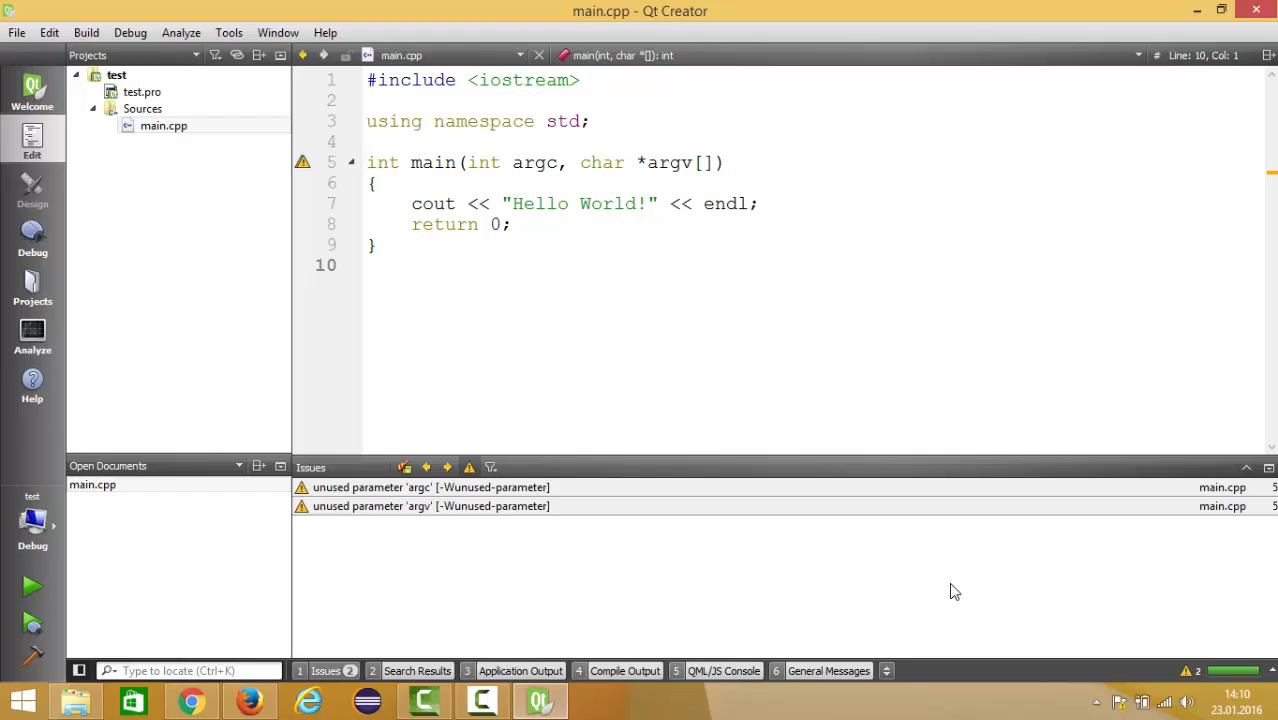 main.cpp - Qt Creator
File Edit Build Debug Analyze Tools Window Help
Projects main.cpp main(int, char *[]): int # Line: 10, Col: 1
test
test.pro
Sources
main.cpp
Welcome
Edit
Design
Debug
Projects
Analyze
Help
1 #include <iostream>
2
3 using namespace std;
4
5 int main(int argc, char *argv[])
6 {
7 cout << "Hello World!" << endl;
8 return 0;
9 }
10
Open Documents
main.cpp
Issues
unused parameter 'argc' [-Wunused-parameter] main.cpp 5
unused parameter 'argv' [-Wunused-parameter] main.cpp 5
test
Debug
Type to locate (Ctrl+K) 1 Issues 2 2 Search Results 3 Application Output 4 Compile Output 5 QML/JS Console 6 General Messages 2
14:10
23.01.2016